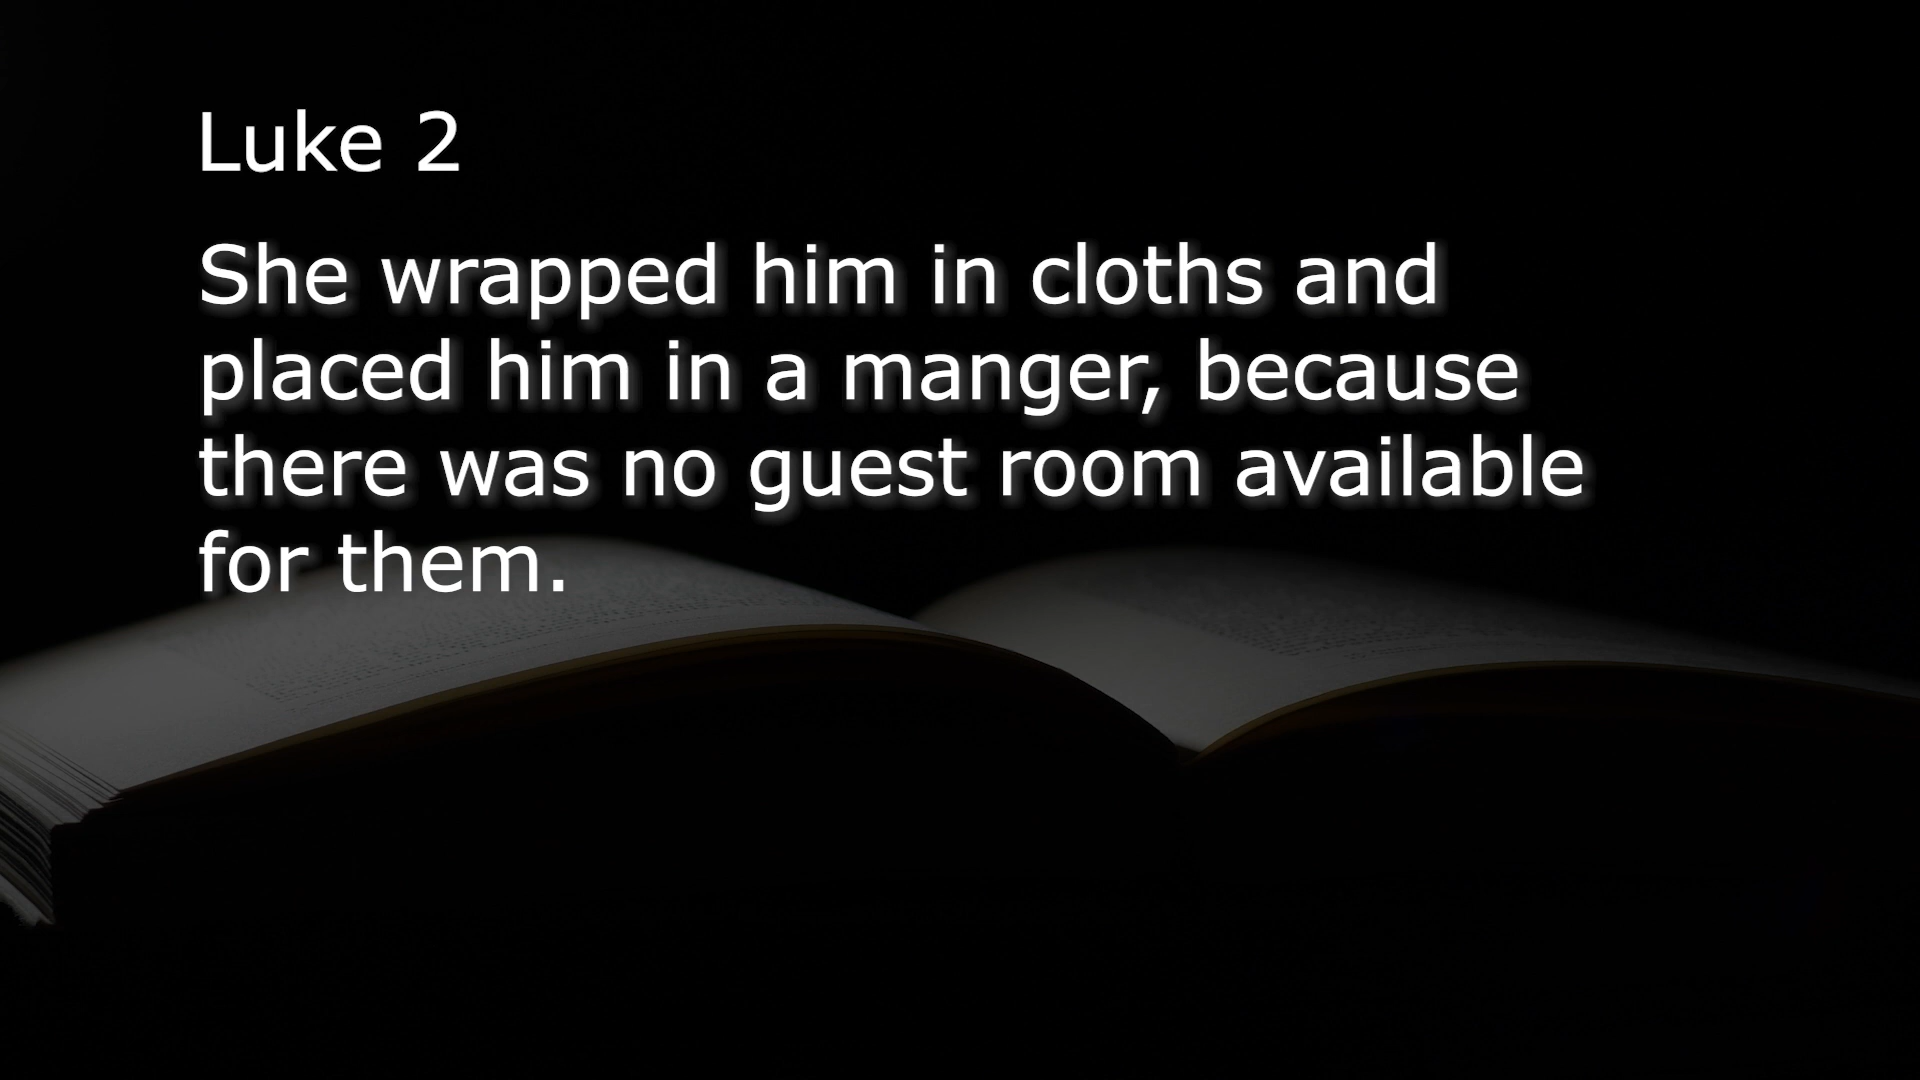 Luke 2
She wrapped him in cloths and
placed him in a manger, because
there was no guest room available
for them.